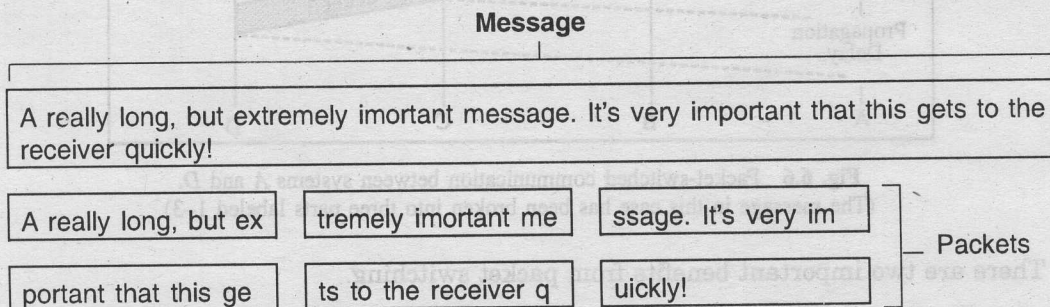 Message
A really long, but extremely imortant message. It's very important that this gets to the
receiver quickly!
A really long, but ex tremely imortant me ssage. It's very im
Packets
portant that this ge ts to the receiver q uickly!